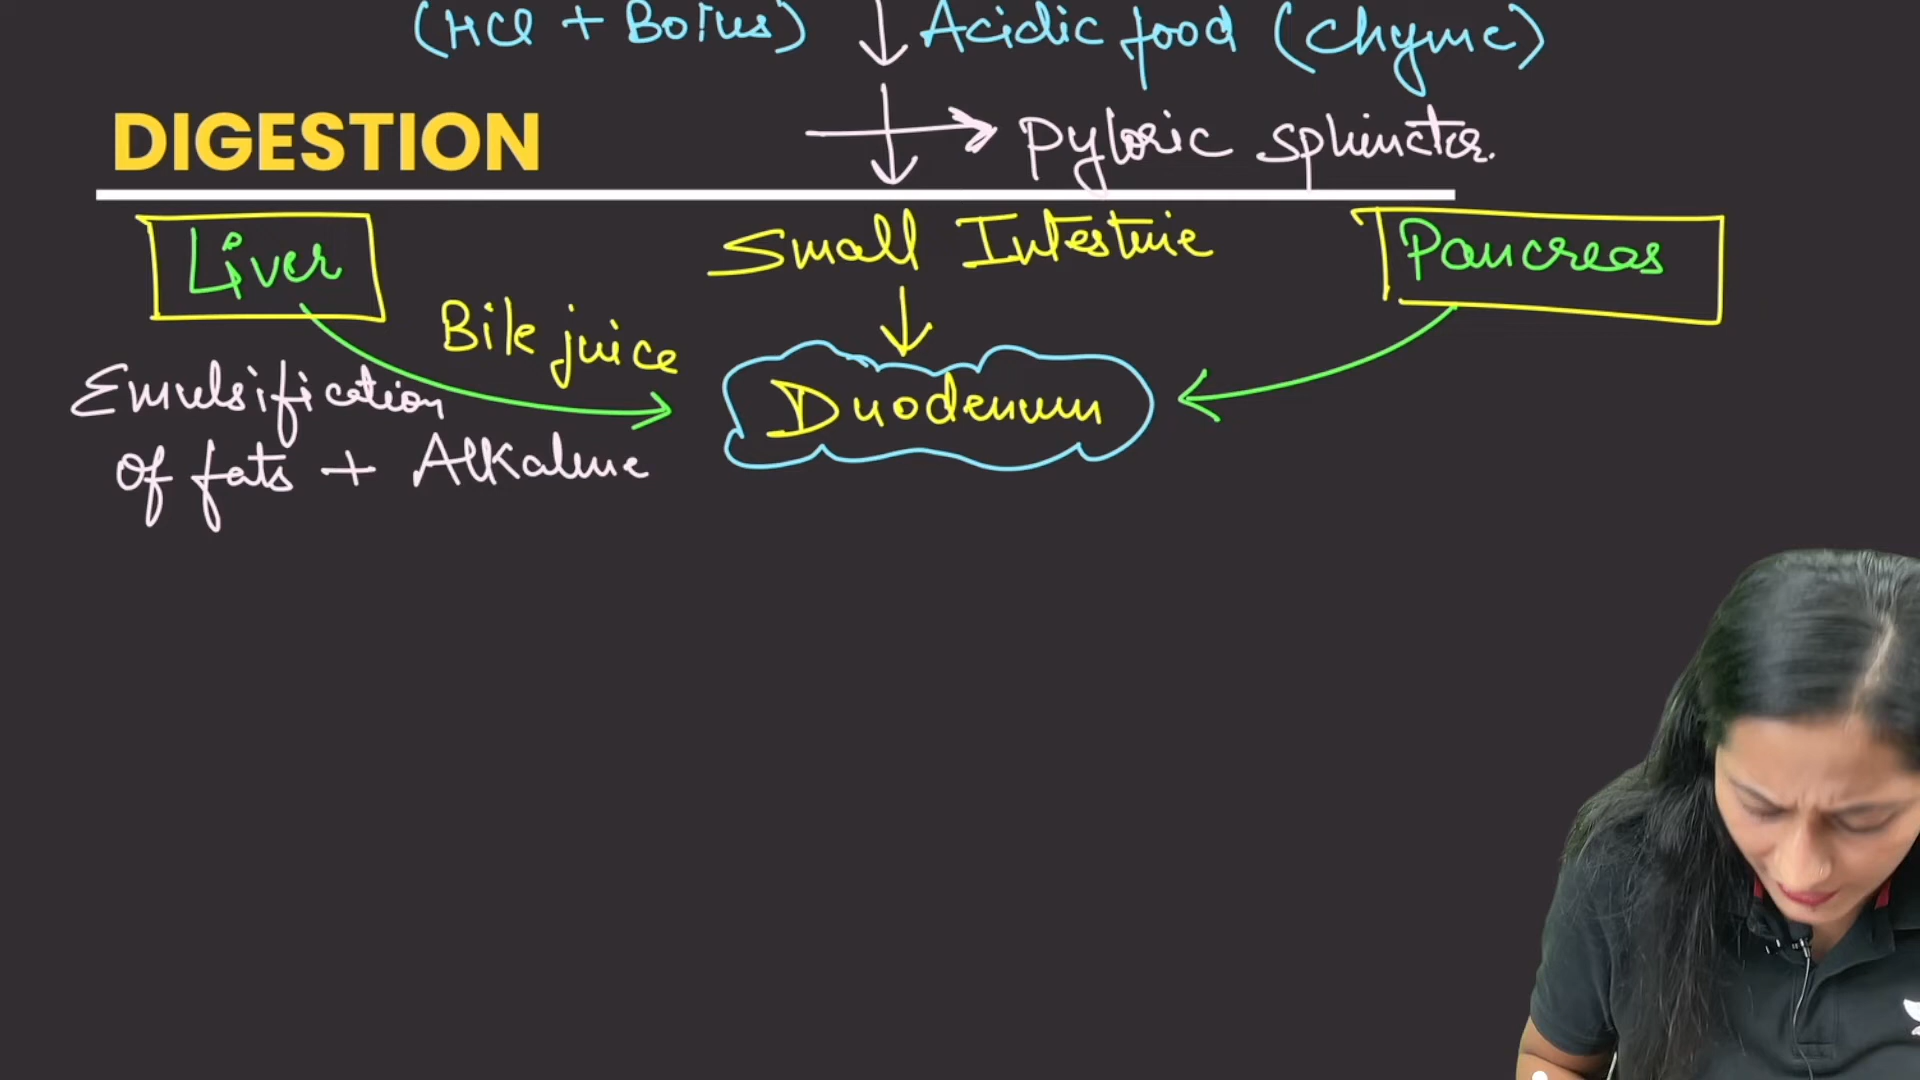 (HCl + Bolus) Acidic food (chyme)
DIGESTION
Pyloric sphincter.
Liver
Small Intestine
Pancreas
Bile juice
Duodenum
Emulsification
of fats + Alkaline